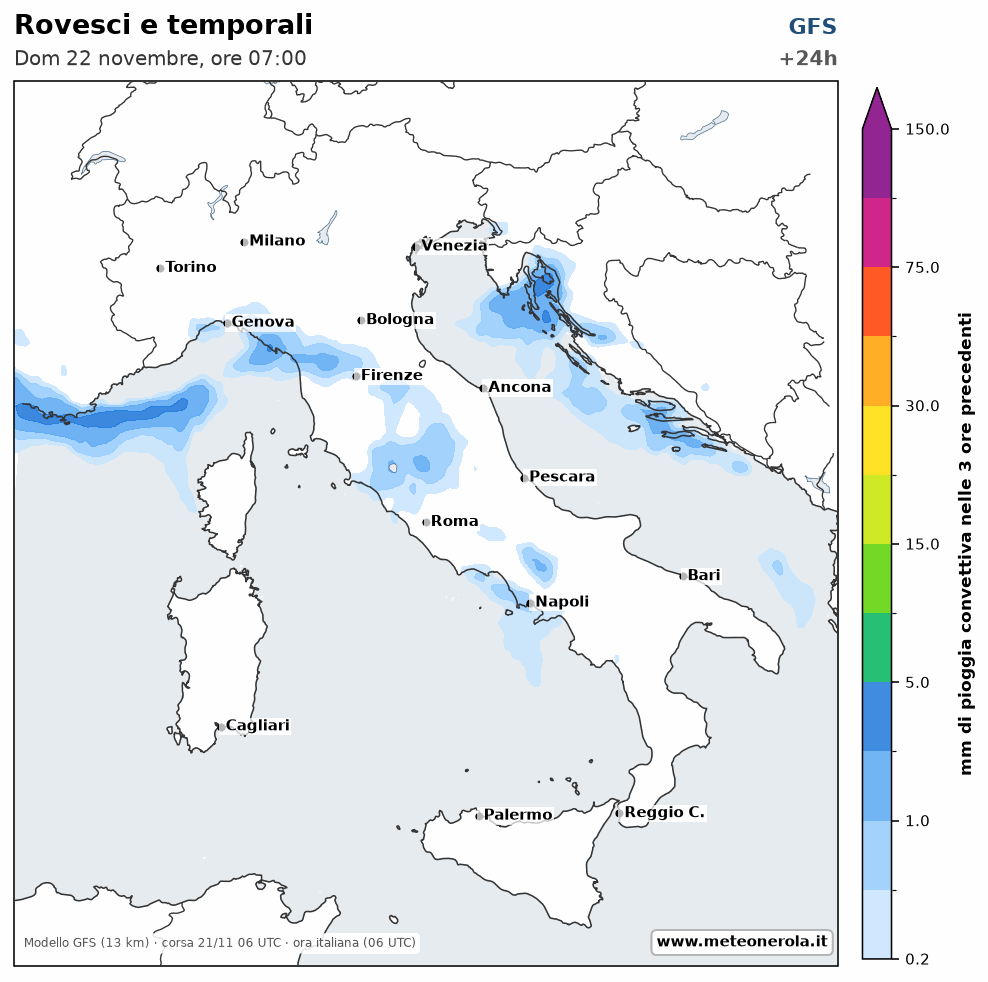 Rovesci e temporali
GFS
Dom 22 novembre, ore 07:00
+24h
150.0
75.0
30.0
15.0
5.0
1.0
0.2
mm di pioggia convettiva nelle 3 ore precedenti
Milano
Venezia
Torino
Genova
Bologna
Firenze
Ancona
Pescara
Roma
Bari
Napoli
Cagliari
Palermo
Reggio C.
Modello GFS (13 km) · corsa 21/11 06 UTC · ora italiana (06 UTC)
www.meteonerola.it